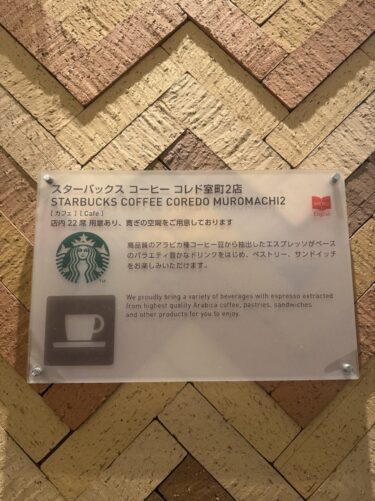 スターバックス コーヒー コレド室町2店
STARBUCKS COFFEE COREDO MUROMACHI2
[ カフェ ] [ Cafe ]
店内 22 席 用意あり、寛ぎの空間をご用意しております
English
高品質のアラビカ種コーヒー豆から抽出したエスプレッソがベース
のバラエティ豊かなドリンクをはじめ、ペストリー、サンドイッチ
をお楽しみいただけます。
TM
We proudly bring a variety of beverages with espresso extracted
from highest quality Arabica coffee, pastries, sandwiches
and other products for you to enjoy.